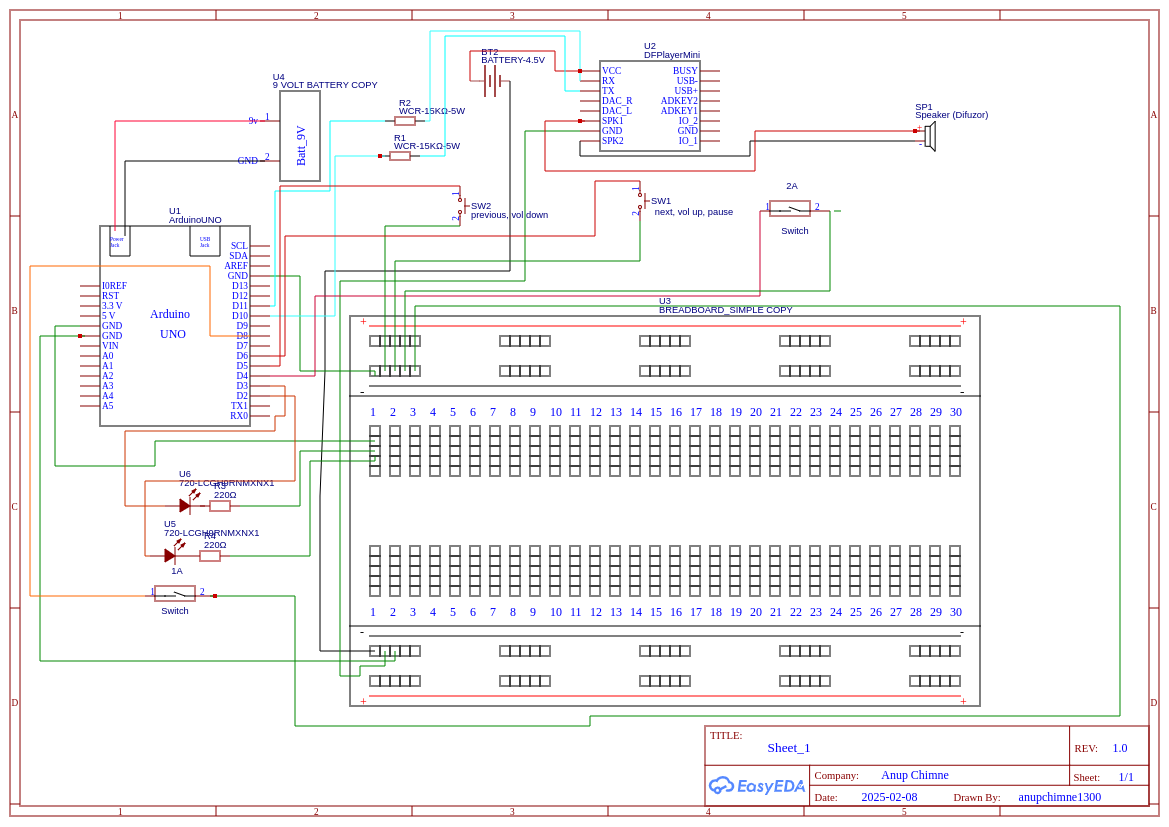 1 2 3 4 5
A
B
C
D
A
B
C
D
U4
9 VOLT BATTERY COPY
9v 1
GND 2
Batt_9V
BT2
BATTERY-4.5V
R2
WCR-15KΩ-5W
R1
WCR-15KΩ-5W
U2
DFPlayerMini
VCC BUSY
RX USB-
TX USB+
DAC_R ADKEY2
DAC_L ADKEY1
SPK1 IO_2
GND GND
SPK2 IO_1
SP1
Speaker (Difuzor)
+
-
SW2
previous, vol down
1
2
SW1
next, vol up, pause
1
2
2A
1 2
Switch
U1
ArduinoUNO
Power
Jack
USB
Jack
SCL
SDA
AREF
GND
I0REF D13
RST D12
3.3 V D11
5 V D10
GND D9
GND D8
VIN D7
A0 D6
A1 D5
A2 D4
A3 D3
A4 D2
A5 TX1
RX0
Arduino
UNO
U3
BREADBOARD_SIMPLE COPY
+ +
- -
1 2 3 4 5 6 7 8 9 10 11 12 13 14 15 16 17 18 19 20 21 22 23 24 25 26 27 28 29 30
1 2 3 4 5 6 7 8 9 10 11 12 13 14 15 16 17 18 19 20 21 22 23 24 25 26 27 28 29 30
- -
+ +
U6
720-LCGH9RNMXNX1
R3
220Ω
U5
720-LCGH9RNMXNX1
R4
220Ω
1A
1 2
Switch
TITLE:
Sheet_1
REV: 1.0
EasyEDA
Company: Anup Chimne
Sheet: 1/1
Date: 2025-02-08 Drawn By: anupchimne1300
1 2 3 4 5